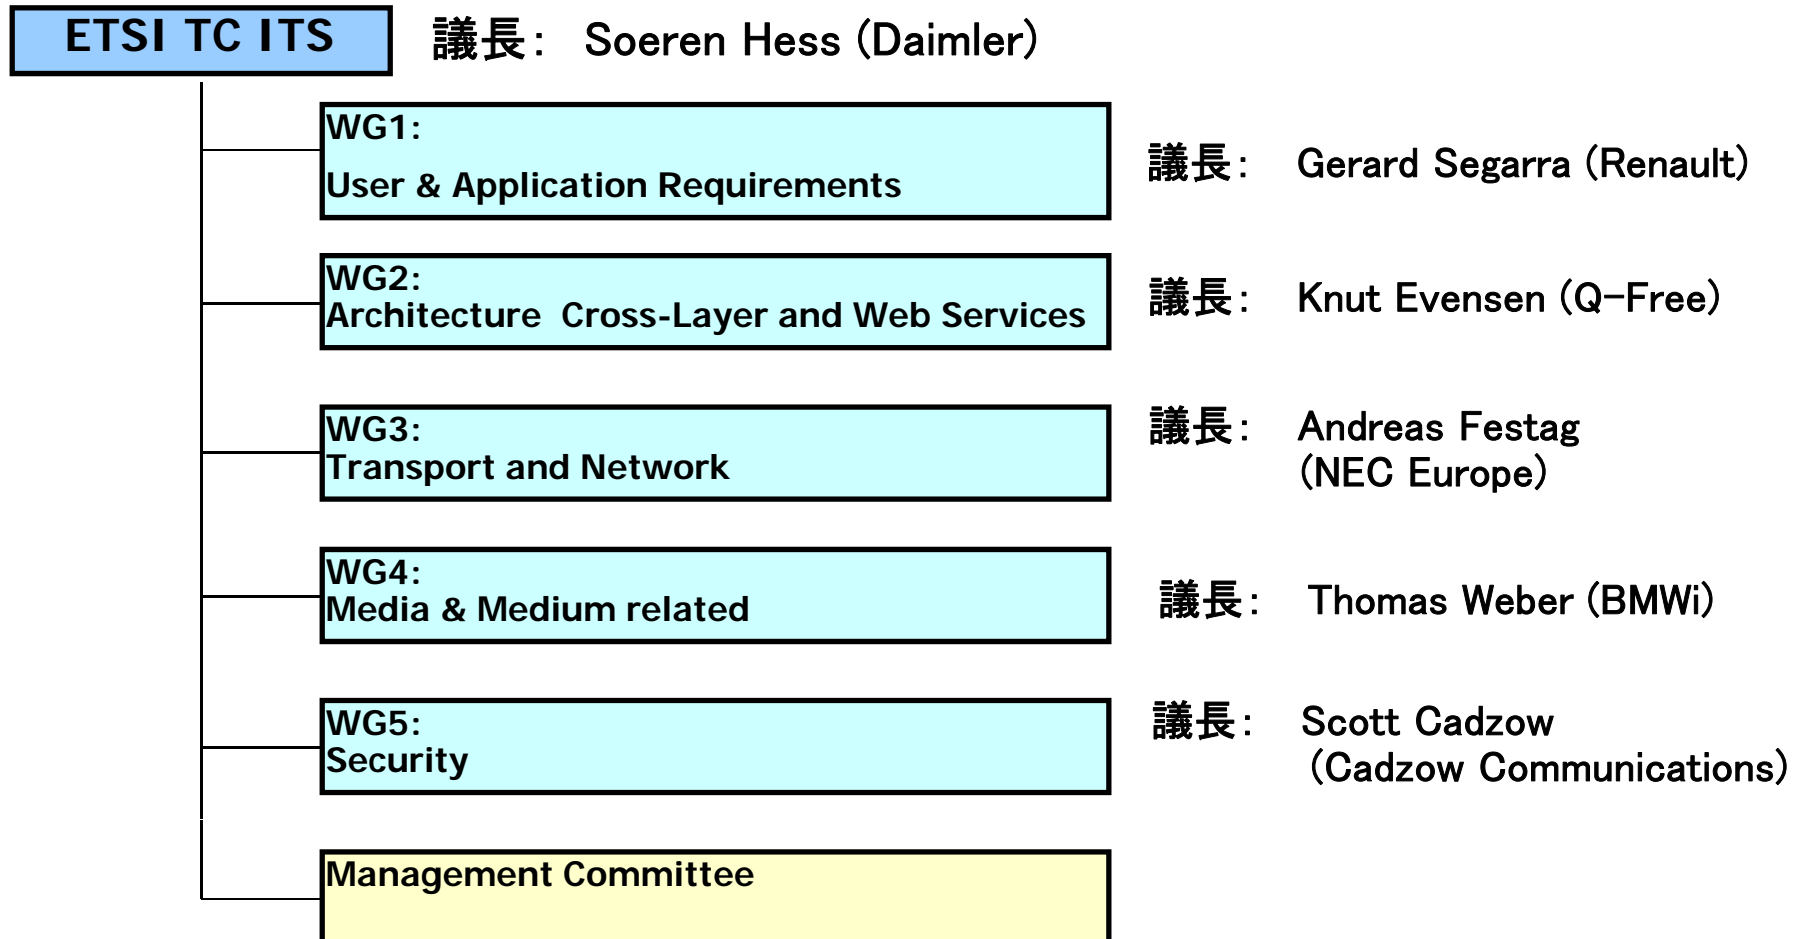 ETSI TC ITS 議長： Soeren Hess (Daimler)
WG1:
User & Application Requirements
議長： Gerard Segarra (Renault)
WG2:
Architecture Cross-Layer and Web Services
議長： Knut Evensen (Q-Free)
WG3:
Transport and Network
議長： Andreas Festag
(NEC Europe)
WG4:
Media & Medium related
議長： Thomas Weber (BMWi)
WG5:
Security
議長： Scott Cadzow
(Cadzow Communications)
Management Committee